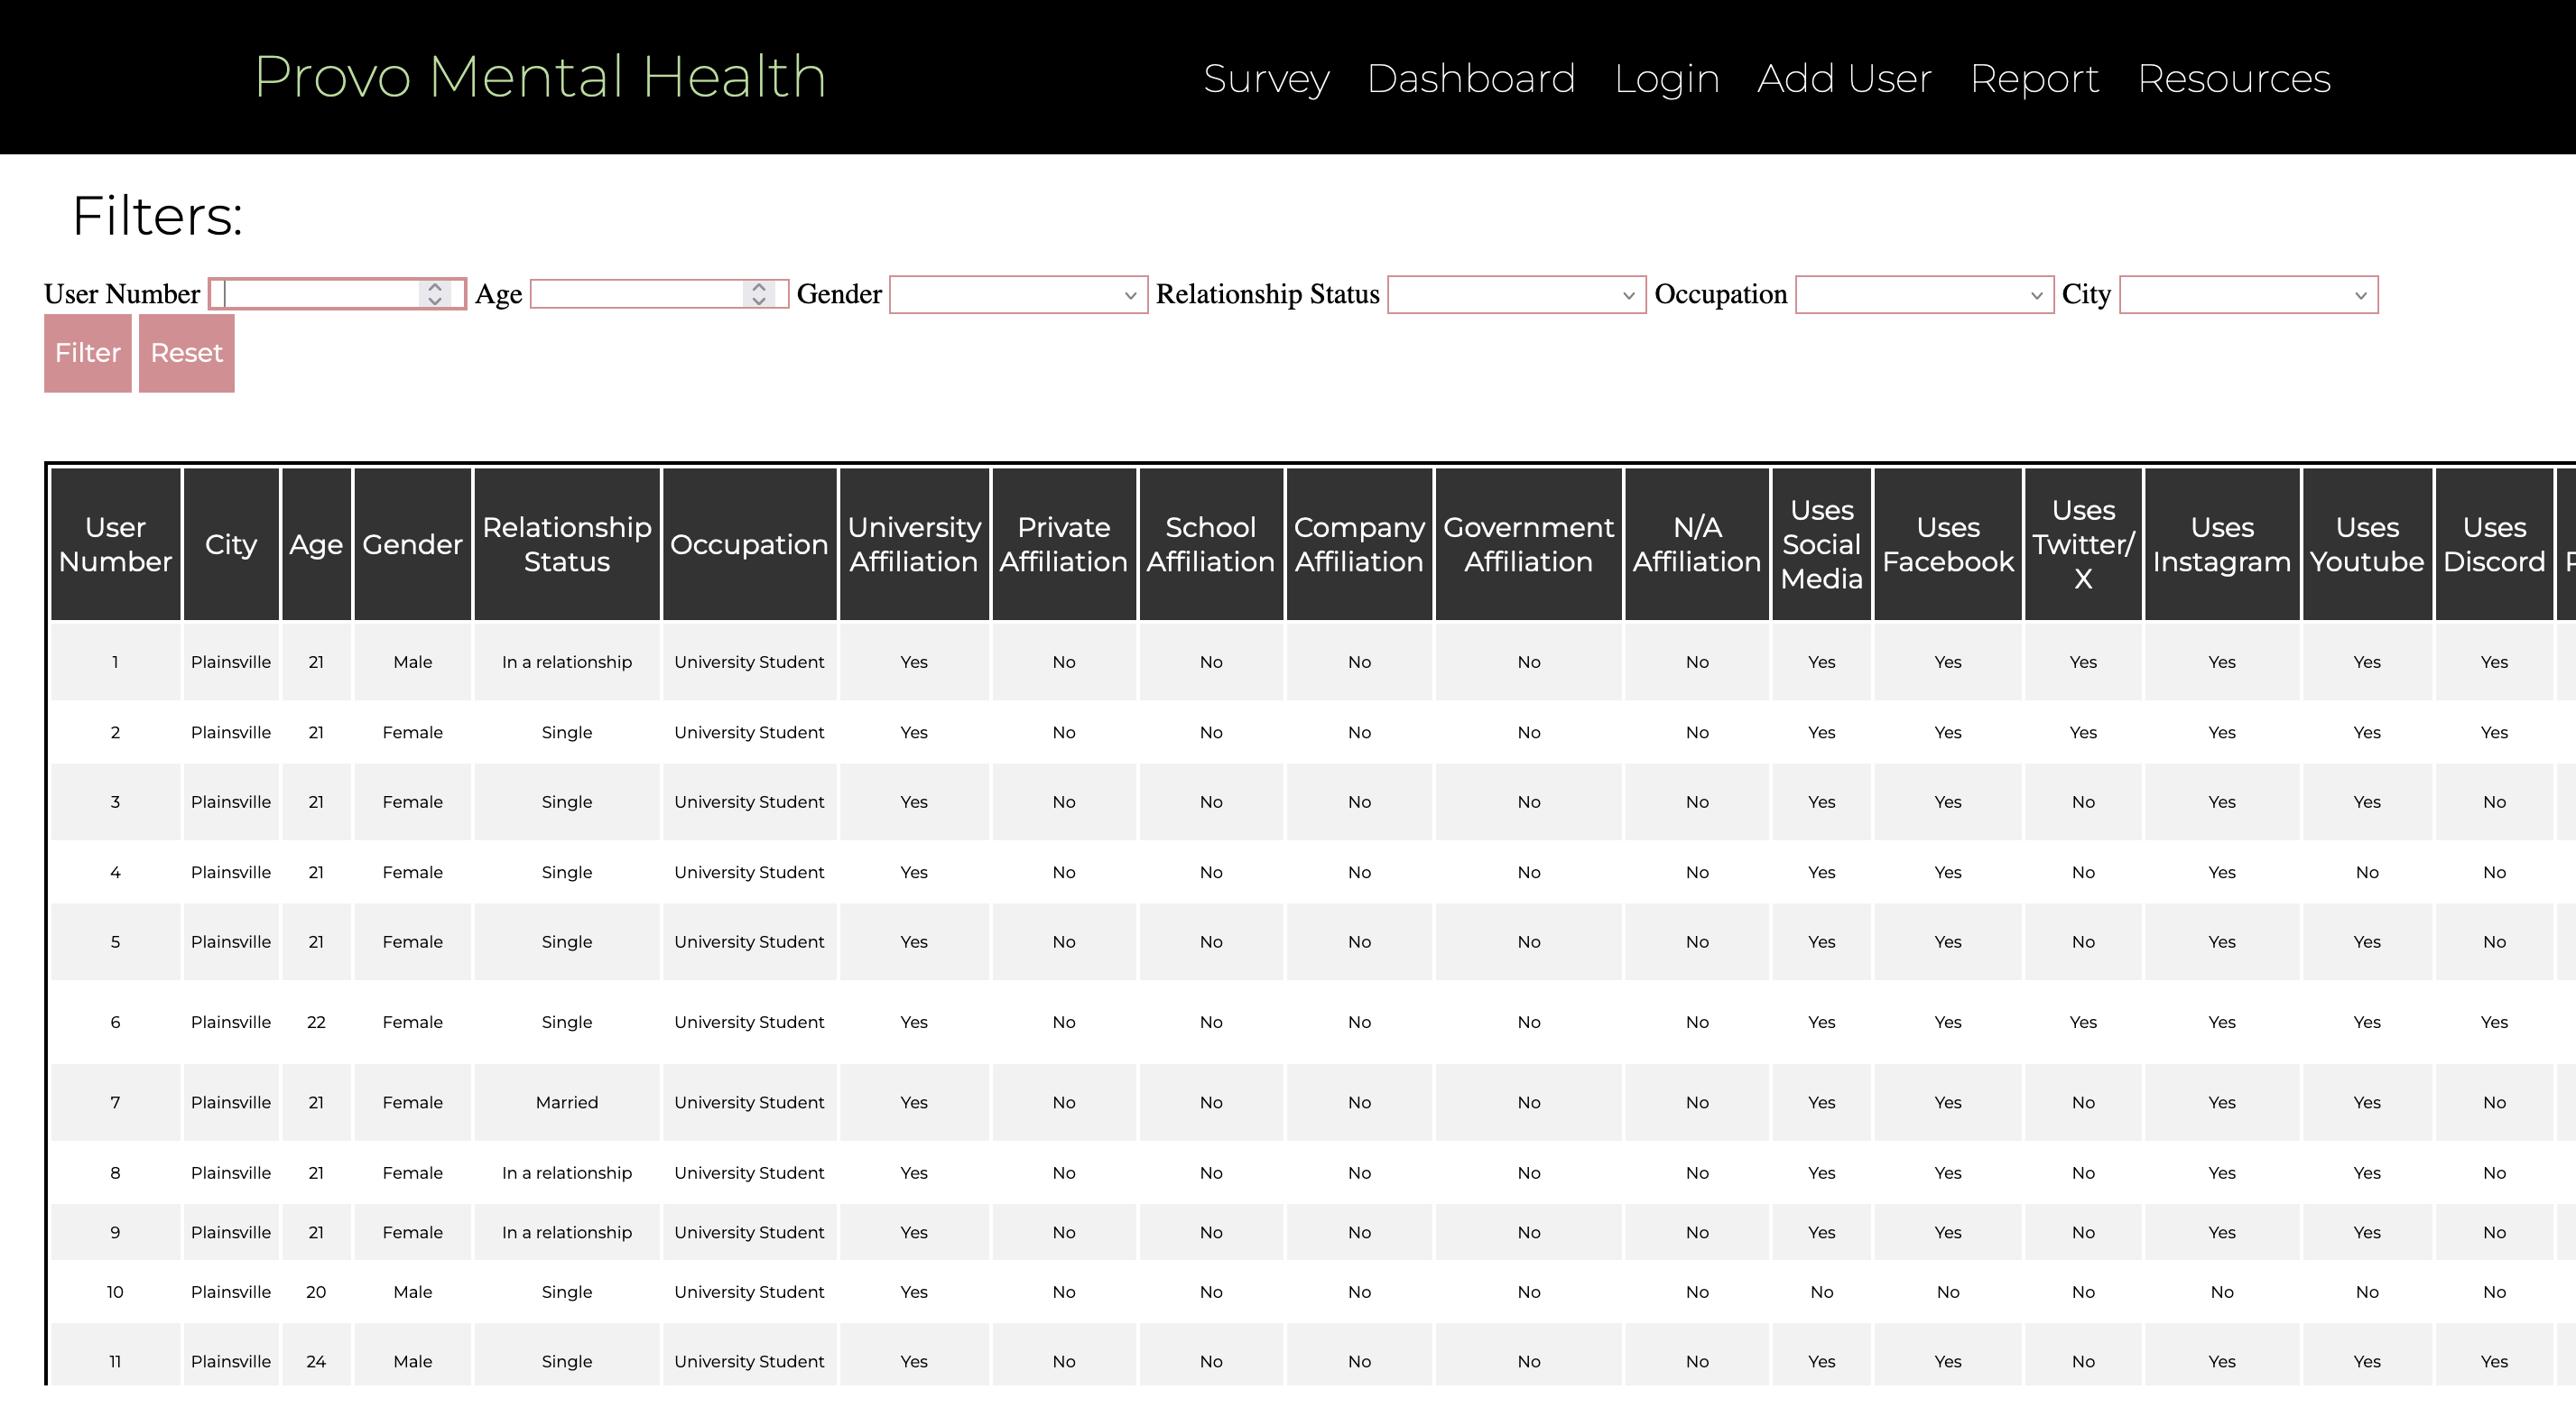 Provo Mental Health
Survey Dashboard Login Add User Report Resources
Filters:
User Number Age Gender Relationship Status Occupation City
Filter Reset
User Number City Age Gender Relationship Status Occupation University Affiliation Private Affiliation School Affiliation Company Affiliation Government Affiliation N/A Affiliation Uses Social Media Uses Facebook Uses Twitter/X Uses Instagram Uses Youtube Uses Discord
1 Plainsville 21 Male In a relationship University Student Yes No No No No No Yes Yes Yes Yes Yes Yes
2 Plainsville 21 Female Single University Student Yes No No No No No Yes Yes Yes Yes Yes Yes
3 Plainsville 21 Female Single University Student Yes No No No No No Yes Yes No Yes Yes No
4 Plainsville 21 Female Single University Student Yes No No No No No Yes Yes No Yes No No
5 Plainsville 21 Female Single University Student Yes No No No No No Yes Yes No Yes Yes No
6 Plainsville 22 Female Single University Student Yes No No No No No Yes Yes Yes Yes Yes Yes
7 Plainsville 21 Female Married University Student Yes No No No No No Yes Yes No Yes Yes No
8 Plainsville 21 Female In a relationship University Student Yes No No No No No Yes Yes No Yes Yes No
9 Plainsville 21 Female In a relationship University Student Yes No No No No No Yes Yes No Yes Yes No
10 Plainsville 20 Male Single University Student Yes No No No No No No No No No No No
11 Plainsville 24 Male Single University Student Yes No No No No No Yes Yes No Yes Yes Yes